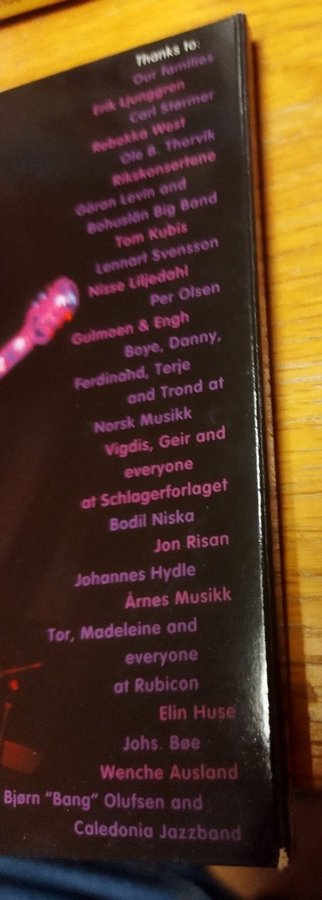 Thanks to:
Our families
Erik Ljunggren
Carl Størmer
Rebekka West
Ole B. Thorvik
Rikskonsertene
Göran Levin and
Bohuslän Big Band
Tom Kubis
Lennart Svensson
Nisse Liljedahl
Per Olsen
Gulmoen & Engh
Boye, Danny,
Ferdinand, Terje
and Trond at
Norsk Musikk
Vigdis, Geir and
everyone
at Schlagerforlaget
Bodil Niska
Jon Risan
Johannes Hydle
Årnes Musikk
Tor, Madeleine and
everyone
at Rubicon
Elin Huse
Johs. Bøe
Wenche Ausland
Bjørn "Bang" Olufsen and
Caledonia Jazzband